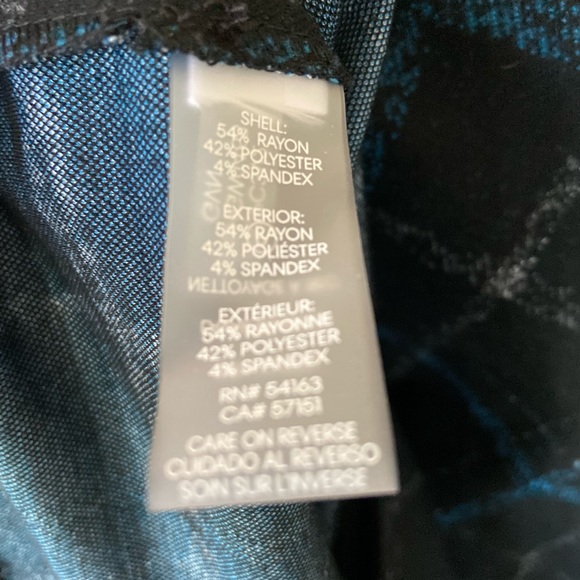 SHELL:
54% RAYON
42% POLYESTER
4% SPANDEX
EXTERIOR:
54% RAYON
42% POLIÉSTER
4% SPANDEX
EXTÉRIEUR:
54% RAYONNE
42% POLYESTER
4% SPANDEX
RN# 54163
CA# 57151
CARE ON REVERSE
CUIDADO AL REVERSO
SOIN SUR L'INVERSE